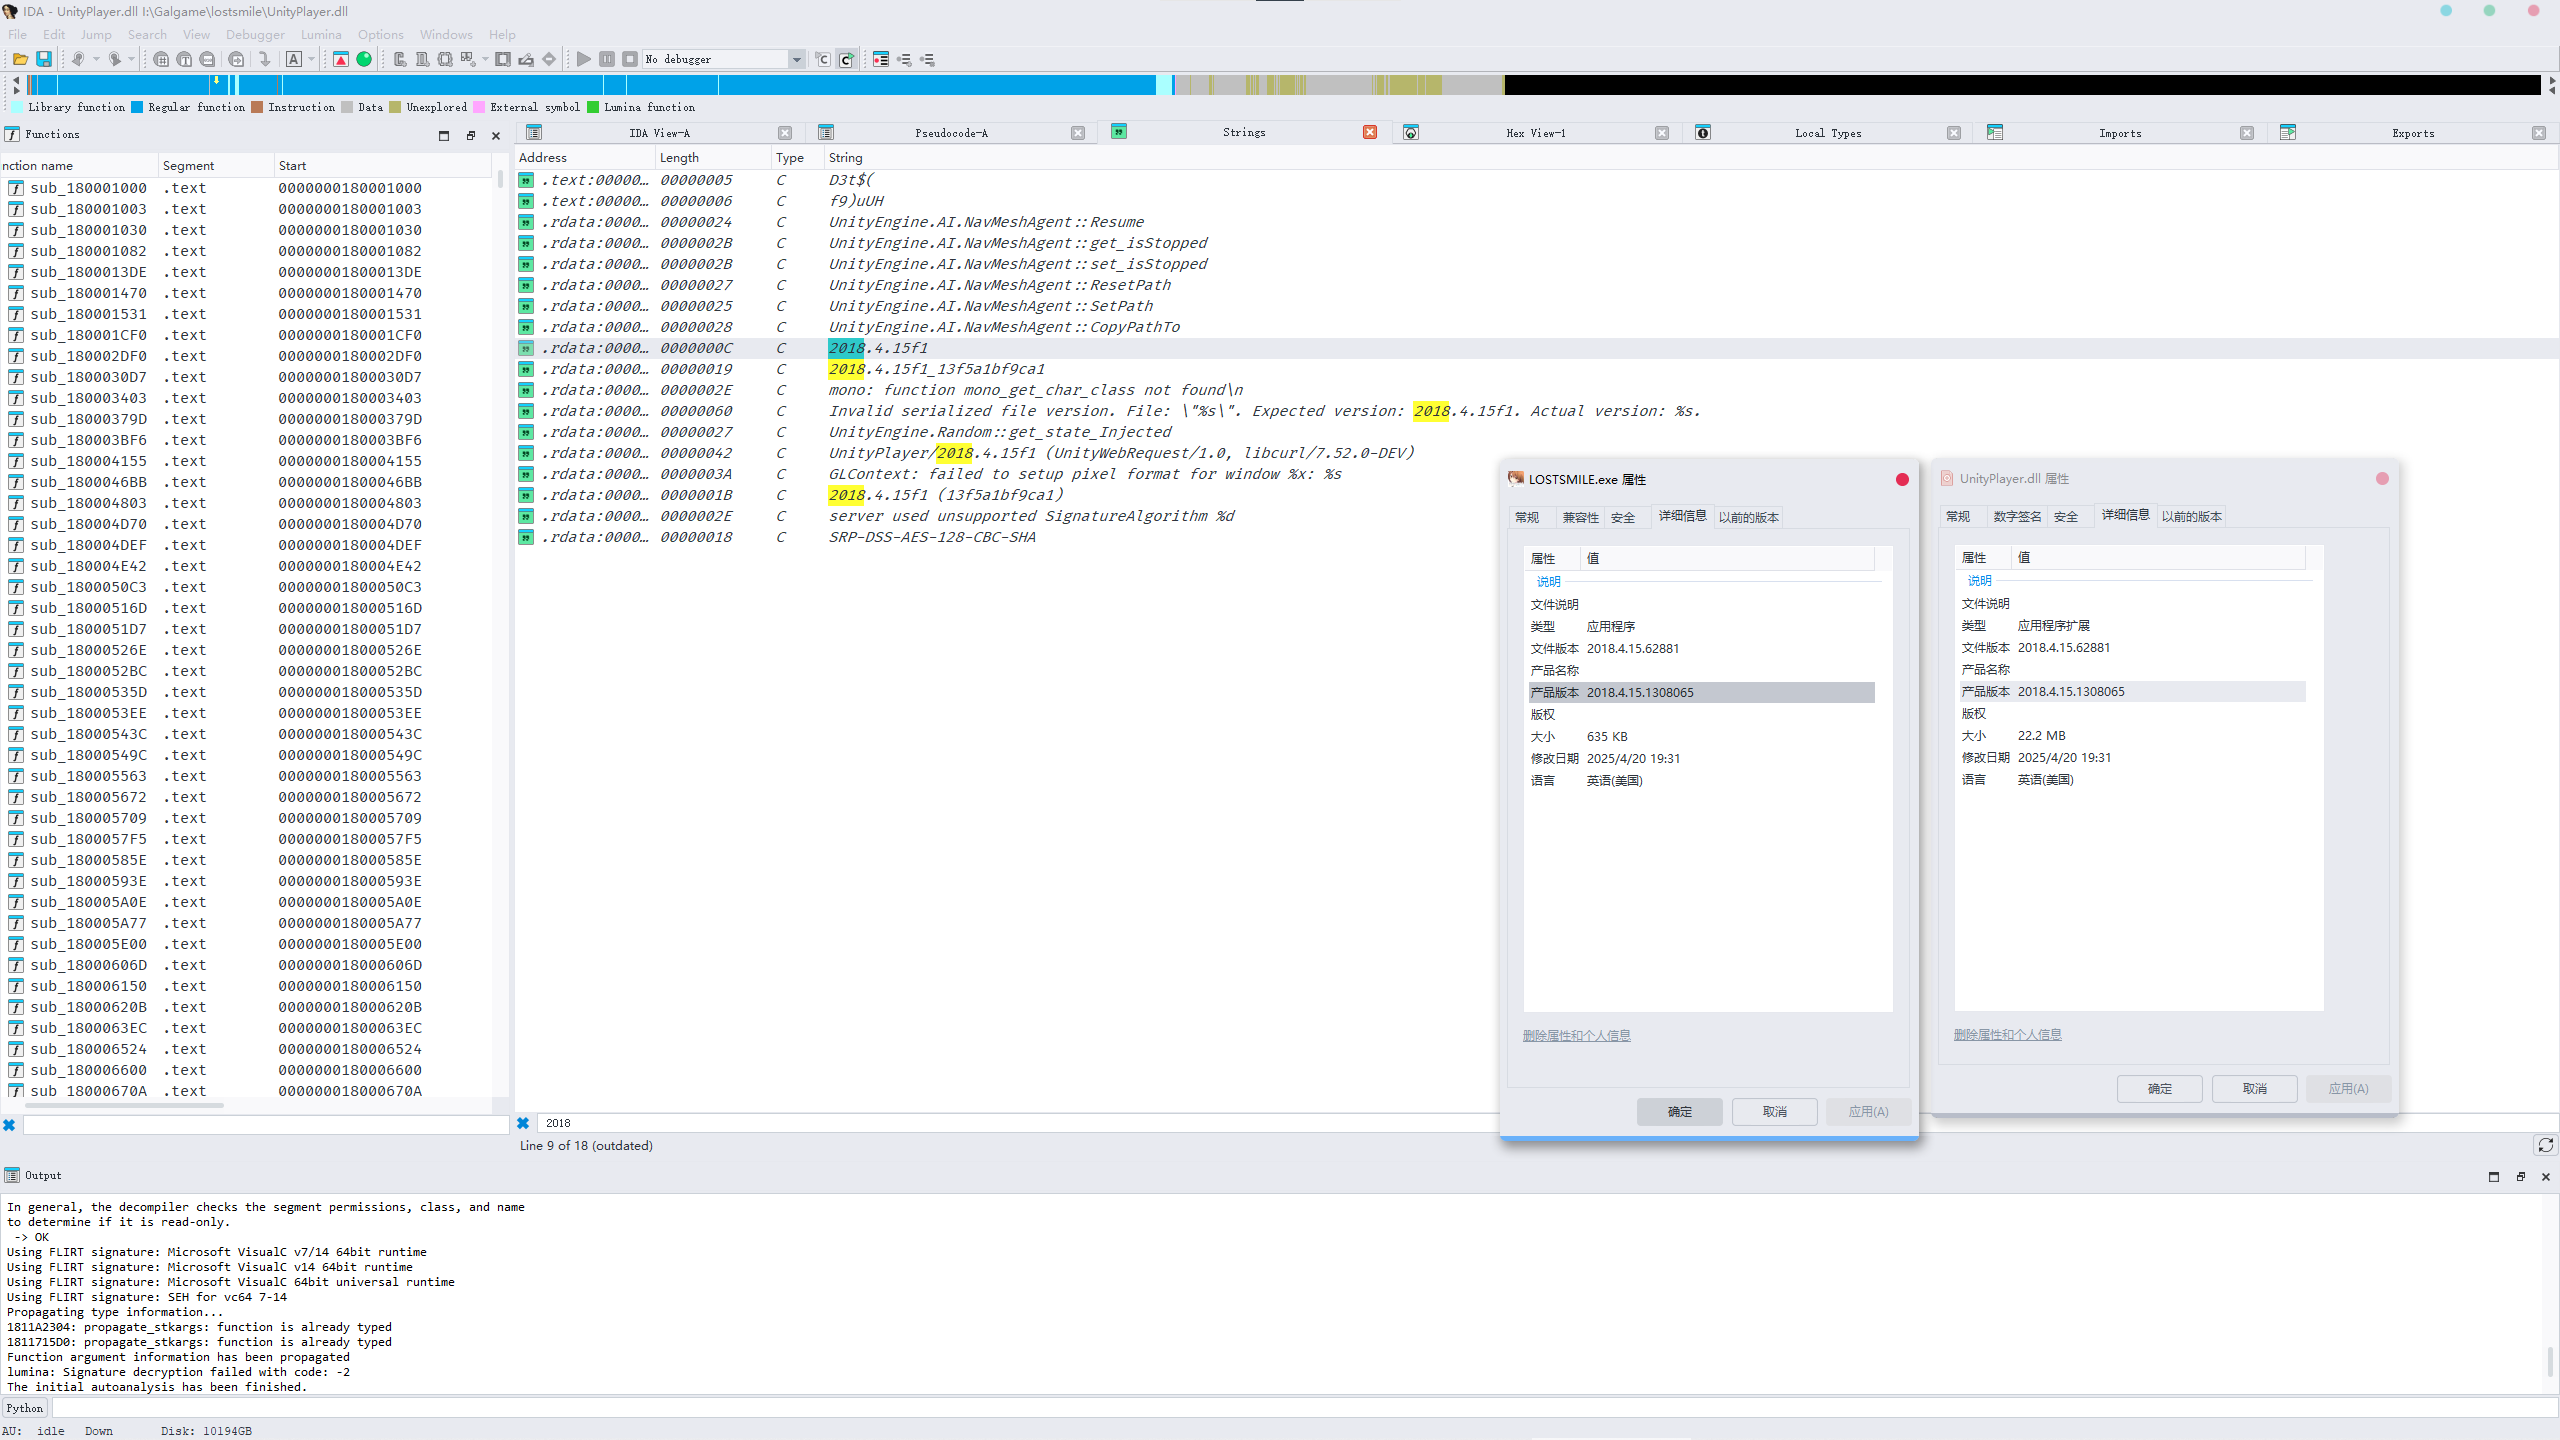 IDA - UnityPlayer.dll I:\Galgame\lostsmile\UnityPlayer.dll
File Edit Jump Search View Debugger Lumina Options Windows Help
No debugger
Library function Regular function Instruction Data Unexplored External symbol Lumina function
Functions
nction name Segment Start
sub_180001000 .text 0000000180001000
sub_180001003 .text 0000000180001003
sub_180001030 .text 0000000180001030
sub_180001082 .text 0000000180001082
sub_1800013DE .text 00000001800013DE
sub_180001470 .text 0000000180001470
sub_180001531 .text 0000000180001531
sub_180001CF0 .text 0000000180001CF0
sub_180002DF0 .text 0000000180002DF0
sub_1800030D7 .text 00000001800030D7
sub_180003403 .text 0000000180003403
sub_18000379D .text 000000018000379D
sub_180003BF6 .text 0000000180003BF6
sub_180004155 .text 0000000180004155
sub_1800046BB .text 00000001800046BB
sub_180004803 .text 0000000180004803
sub_180004D70 .text 0000000180004D70
sub_180004DEF .text 0000000180004DEF
sub_180004E42 .text 0000000180004E42
sub_1800050C3 .text 00000001800050C3
sub_18000516D .text 000000018000516D
sub_1800051D7 .text 00000001800051D7
sub_18000526E .text 000000018000526E
sub_1800052BC .text 00000001800052BC
sub_18000535D .text 000000018000535D
sub_1800053EE .text 00000001800053EE
sub_18000543C .text 000000018000543C
sub_18000549C .text 000000018000549C
sub_180005563 .text 0000000180005563
sub_180005672 .text 0000000180005672
sub_180005709 .text 0000000180005709
sub_1800057F5 .text 00000001800057F5
sub_18000585E .text 000000018000585E
sub_18000593E .text 000000018000593E
sub_180005A0E .text 0000000180005A0E
sub_180005A77 .text 0000000180005A77
sub_180005E00 .text 0000000180005E00
sub_18000606D .text 000000018000606D
sub_180006150 .text 0000000180006150
sub_18000620B .text 000000018000620B
sub_1800063EC .text 00000001800063EC
sub_180006524 .text 0000000180006524
sub_180006600 .text 0000000180006600
sub_18000670A .text 000000018000670A
IDA View-A Pseudocode-A Strings Hex View-1 Local Types Imports Exports
Address Length Type String
.text:00000… 00000005 C D3t$(
.text:00000… 00000006 C f9)uUH
.rdata:0000… 00000024 C UnityEngine.AI.NavMeshAgent::Resume
.rdata:0000… 0000002B C UnityEngine.AI.NavMeshAgent::get_isStopped
.rdata:0000… 0000002B C UnityEngine.AI.NavMeshAgent::set_isStopped
.rdata:0000… 00000027 C UnityEngine.AI.NavMeshAgent::ResetPath
.rdata:0000… 00000025 C UnityEngine.AI.NavMeshAgent::SetPath
.rdata:0000… 00000028 C UnityEngine.AI.NavMeshAgent::CopyPathTo
.rdata:0000… 0000000C C 2018.4.15f1
.rdata:0000… 00000019 C 2018.4.15f1_13f5a1bf9ca1
.rdata:0000… 0000002E C mono: function mono_get_char_class not found\n
.rdata:0000… 00000060 C Invalid serialized file version. File: \"%s\". Expected version: 2018.4.15f1. Actual version: %s.
.rdata:0000… 00000027 C UnityEngine.Random::get_state_Injected
.rdata:0000… 00000042 C UnityPlayer/2018.4.15f1 (UnityWebRequest/1.0, libcurl/7.52.0-DEV)
.rdata:0000… 0000003A C GLContext: failed to setup pixel format for window %x: %s
.rdata:0000… 0000001B C 2018.4.15f1 (13f5a1bf9ca1)
.rdata:0000… 0000002E C server used unsupported SignatureAlgorithm %d
.rdata:0000… 00000018 C SRP-DSS-AES-128-CBC-SHA
2018
Line 9 of 18 (outdated)
LOSTSMILE.exe 属性
常规 兼容性 安全 详细信息 以前的版本
属性 值
说明
文件说明
类型 应用程序
文件版本 2018.4.15.62881
产品名称
产品版本 2018.4.15.1308065
版权
大小 635 KB
修改日期 2025/4/20 19:31
语言 英语(美国)
删除属性和个人信息
确定 取消 应用(A)
UnityPlayer.dll 属性
常规 数字签名 安全 详细信息 以前的版本
属性 值
说明
文件说明
类型 应用程序扩展
文件版本 2018.4.15.62881
产品名称
产品版本 2018.4.15.1308065
版权
大小 22.2 MB
修改日期 2025/4/20 19:31
语言 英语(美国)
删除属性和个人信息
确定 取消 应用(A)
Output
In general, the decompiler checks the segment permissions, class, and name
to determine if it is read-only.
-> OK
Using FLIRT signature: Microsoft VisualC v7/14 64bit runtime
Using FLIRT signature: Microsoft VisualC v14 64bit runtime
Using FLIRT signature: Microsoft VisualC 64bit universal runtime
Using FLIRT signature: SEH for vc64 7-14
Propagating type information...
1811A2304: propagate_stkargs: function is already typed
1811715D0: propagate_stkargs: function is already typed
Function argument information has been propagated
lumina: Signature decryption failed with code: -2
The initial autoanalysis has been finished.
Python
AU: idle Down Disk: 10194GB